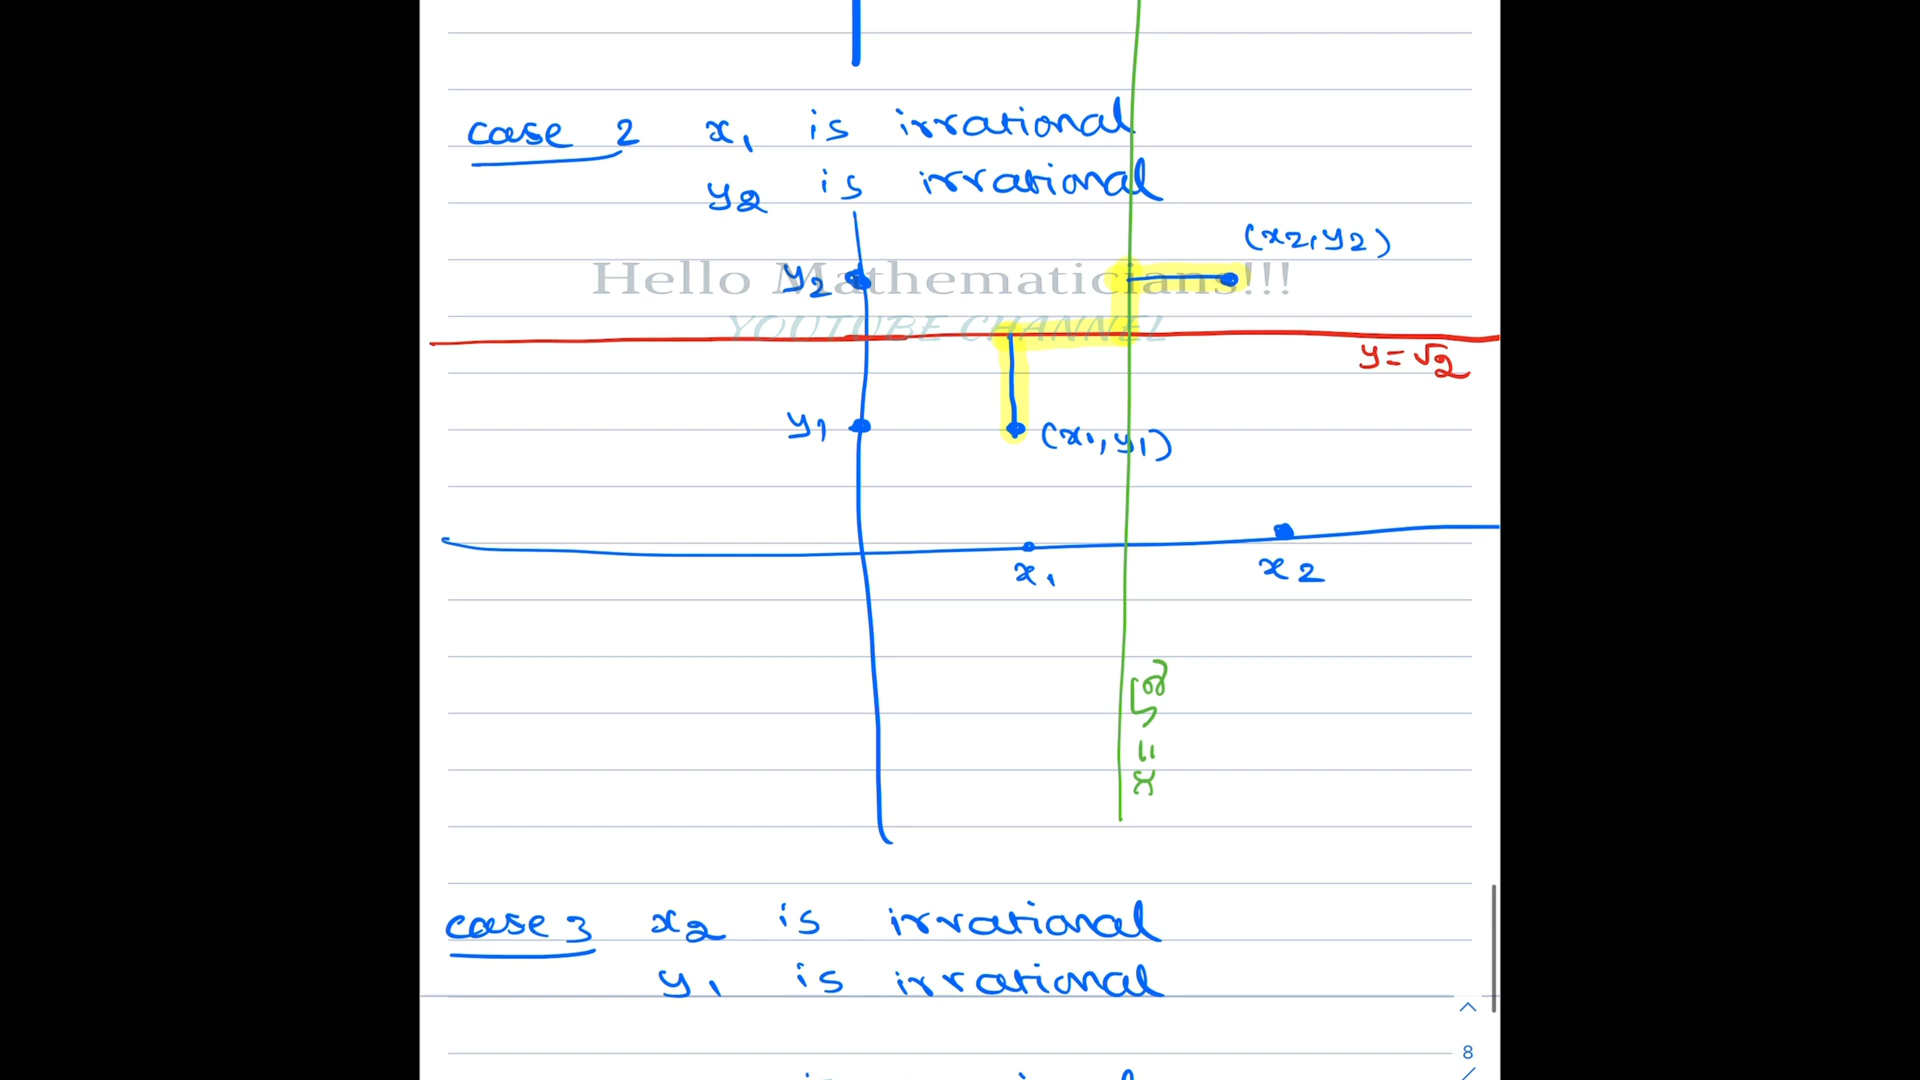 case 2 x₁ is irrational
y₂ is irrational
(x₂, y₂)
y₂
Hello Mathematicians!!!
YOUTUBE CHANNEL
y = √2
y₁
(x₁, y₁)
x₁
x₂
x = √2
case 3 x₂ is irrational
y₁ is irrational
8